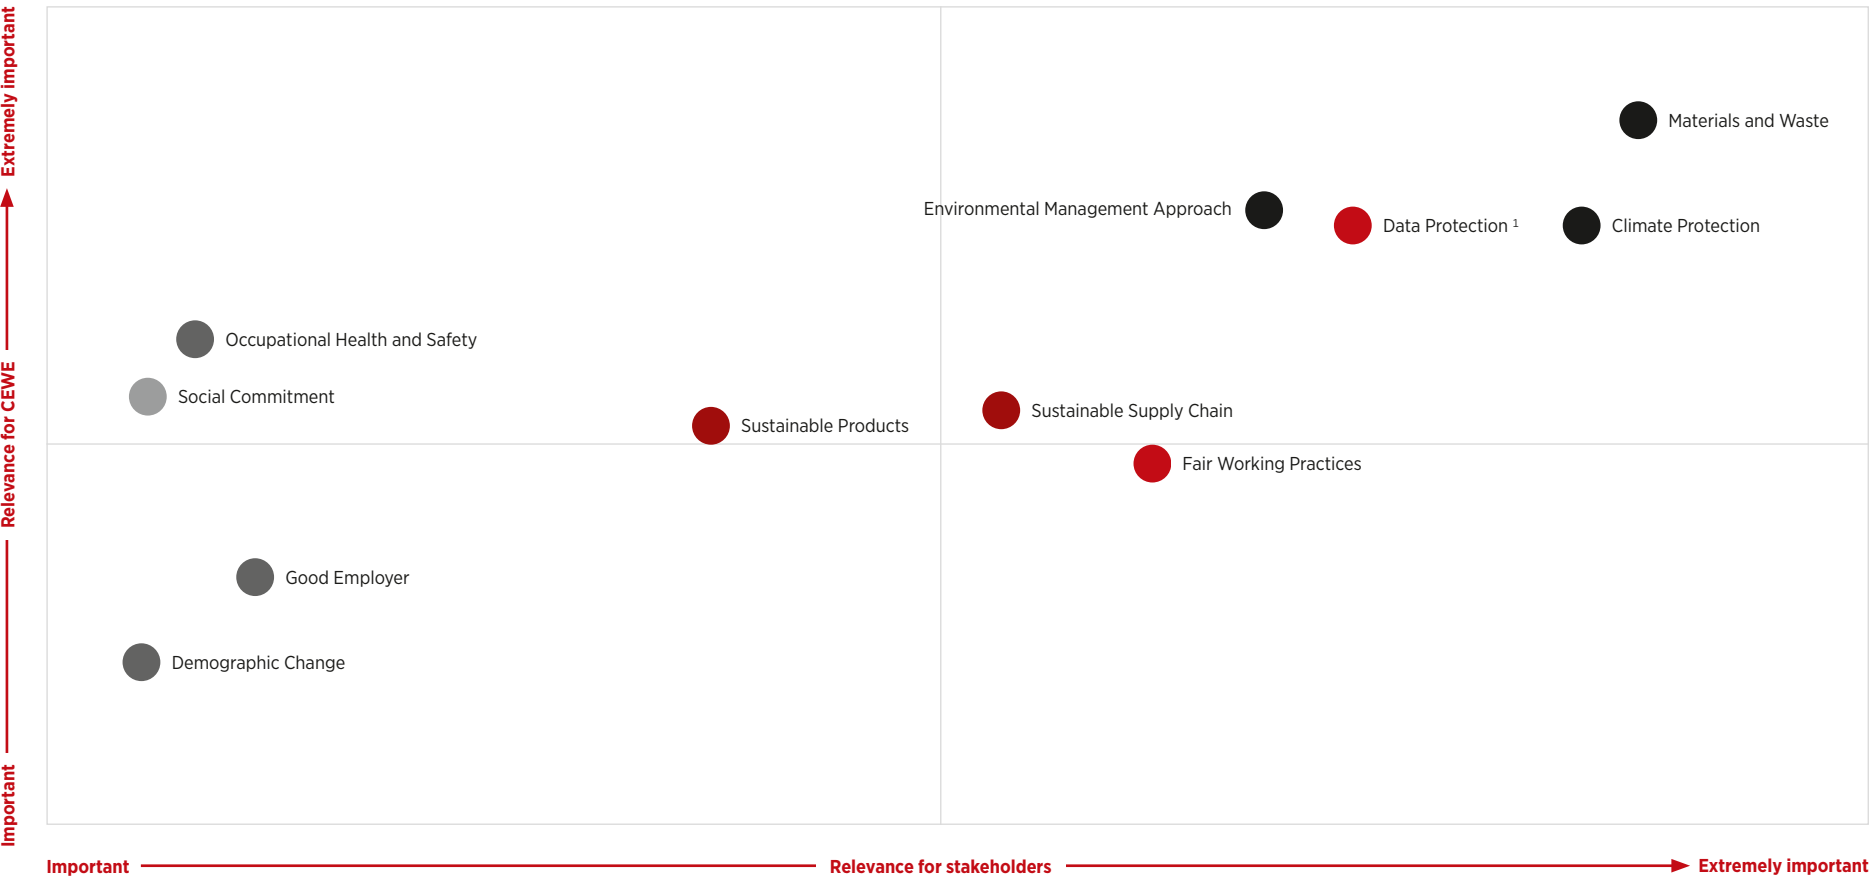 Extremely important
Relevance for CEWE
Important
Materials and Waste
Environmental Management Approach
Data Protection ¹
Climate Protection
Occupational Health and Safety
Social Commitment
Sustainable Products
Sustainable Supply Chain
Fair Working Practices
Good Employer
Demographic Change
Important
Relevance for stakeholders
Extremely important